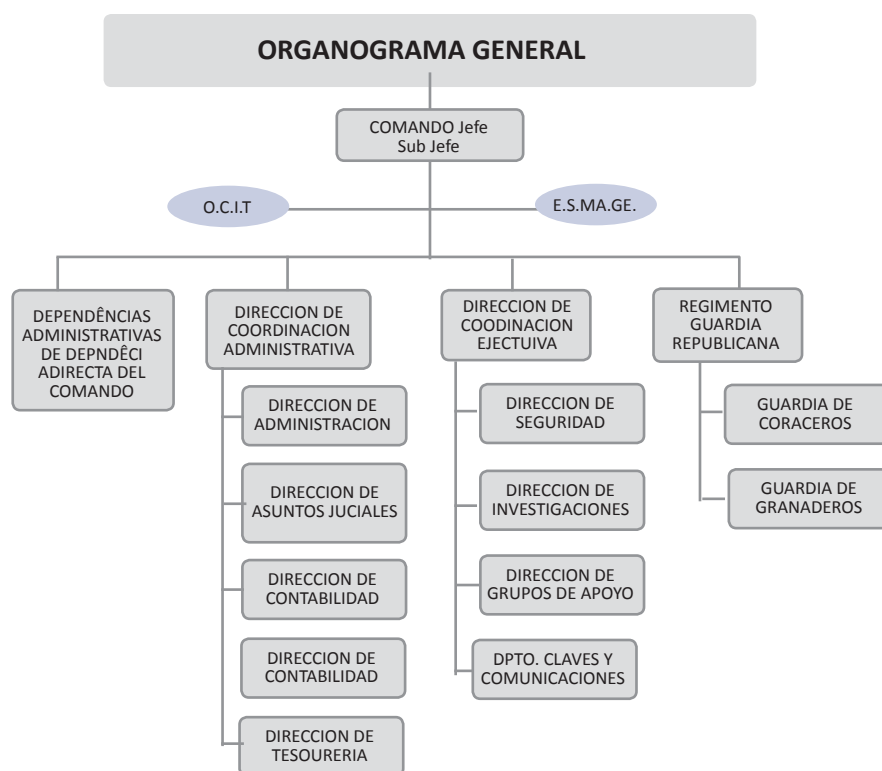 ORGANOGRAMA GENERAL
COMANDO Jefe
Sub Jefe
O.C.I.T
E.S.MA.GE.
DEPENDÊNCIAS
ADMINISTRATIVAS
DE DEPNDÊCI
ADIRECTA DEL
COMANDO
DIRECCION DE
COORDINACION
ADMINISTRATIVA
DIRECCION DE
ADMINISTRACION
DIRECCION DE
ASUNTOS JUCIALES
DIRECCION DE
CONTABILIDAD
DIRECCION DE
CONTABILIDAD
DIRECCION DE
TESOURERIA
DIRECCION DE
COODINACION
EJECTUIVA
DIRECCION DE
SEGURIDAD
DIRECCION DE
INVESTIGACIONES
DIRECCION DE
GRUPOS DE APOYO
DPTO. CLAVES Y
COMUNICACIONES
REGIMENTO
GUARDIA
REPUBLICANA
GUARDIA DE
CORACEROS
GUARDIA DE
GRANADEROS